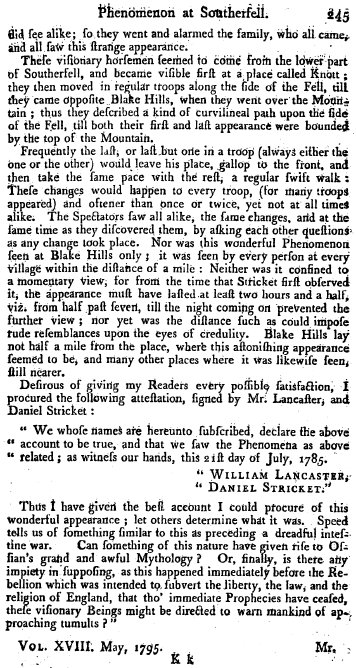 Phenomenon at Southerfell. 245
did ſee alike; ſo they went and alarmed the family, who all came,
and all ſaw this ſtrange appearance.
Theſe viſionary horſemen ſeemed to come from the lower part
of Southerfell, and became viſible firſt at a place called Knott;
they then moved in regular troops along the ſide of the Fell, till
they came oppoſite Blake Hills, when they went over the Moun-
tain; thus they deſcribed a kind of curvilineal path upon the ſide
of the Fell, till both their firſt and laſt appearance were bounded
by the top of the Mountain.
Frequently the laſt, or laſt but one in a troop (always either the
one or the other) would leave his place, gallop to the front, and
then take the ſame pace with the reſt, a regular ſwift walk:
Theſe changes would happen to every troop, (for many troops
appeared) and oftener than once or twice, yet not at all times
alike. The Spectators ſaw all alike, the ſame changes, and at the
ſame time as they diſcovered them, by aſking each other queſtions
as any change took place. Nor was this wonderful Phenomenon
ſeen at Blake Hills only; it was ſeen by every perſon at every
village within the diſtance of a mile: Neither was it confined to
a momentary view, for from the time that Stricket firſt obſerved
it, the appearance muſt have laſted at leaſt two hours and a half,
viz. from half paſt ſeven, till the night coming on prevented the
further view; nor yet was the diſtance ſuch as could impoſe
rude reſemblances upon the eyes of credulity. Blake Hills lay
not half a mile from the place, where this aſtoniſhing appearance
ſeemed to be, and many other places where it was likewiſe ſeen,
ſtill nearer.
Deſirous of giving my Readers every poſſible ſatisfaction, I
procured the following atteſtation, ſigned by Mr. Lancaſter, and
Daniel Stricket:
“ We whoſe names are hereunto ſubſcribed, declare the above
“ account to be true, and that we ſaw the Phenomena as above
“ related; as witneſs our hands, this 21ſt day of July, 1785.
“ WILLIAM LANCASTER,
“ DANIEL STRICKET.”
Thus I have given the beſt account I could procure of this
wonderful appearance; let others determine what it was. Speed
tells us of ſomething ſimilar to this as preceding a dreadful inteſ-
tine war. Can ſomething of this nature have given riſe to Oſ-
ſian's grand and awful Mythology? Or, finally, is there any
impiety in ſuppoſing, as this happened immediately before the Re-
bellion which was intended to ſubvert the liberty, the law, and the
religion of England, that tho' immediate Prophecies have ceaſed,
theſe viſionary Beings might be directed to warn mankind of ap-
proaching tumults?”
VOL. XVIII. May, 1795. Mr.
K k